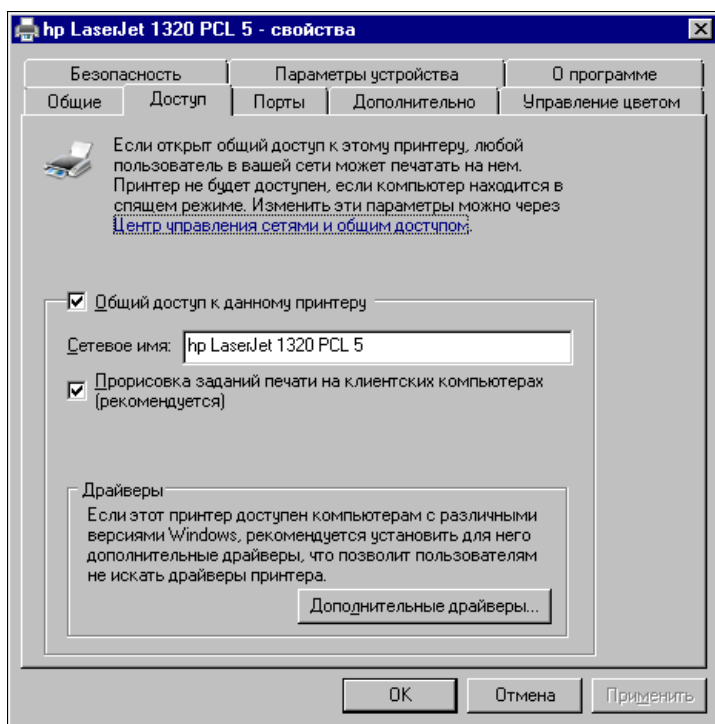 hp LaserJet 1320 PCL 5 - свойства
Безопасность Параметры устройства О программе
Общие Доступ Порты Дополнительно Управление цветом
Если открыт общий доступ к этому принтеру, любой
пользователь в вашей сети может печатать на нем.
Принтер не будет доступен, если компьютер находится в
спящем режиме. Изменить эти параметры можно через
Центр управления сетями и общим доступом.
Общий доступ к данному принтеру
Сетевое имя: hp LaserJet 1320 PCL 5
Прорисовка заданий печати на клиентских компьютерах
(рекомендуется)
Драйверы
Если этот принтер доступен компьютерам с различными
версиями Windows, рекомендуется установить для него
дополнительные драйверы, что позволит пользователям
не искать драйверы принтера.
Дополнительные драйверы...
OK Отмена Применить